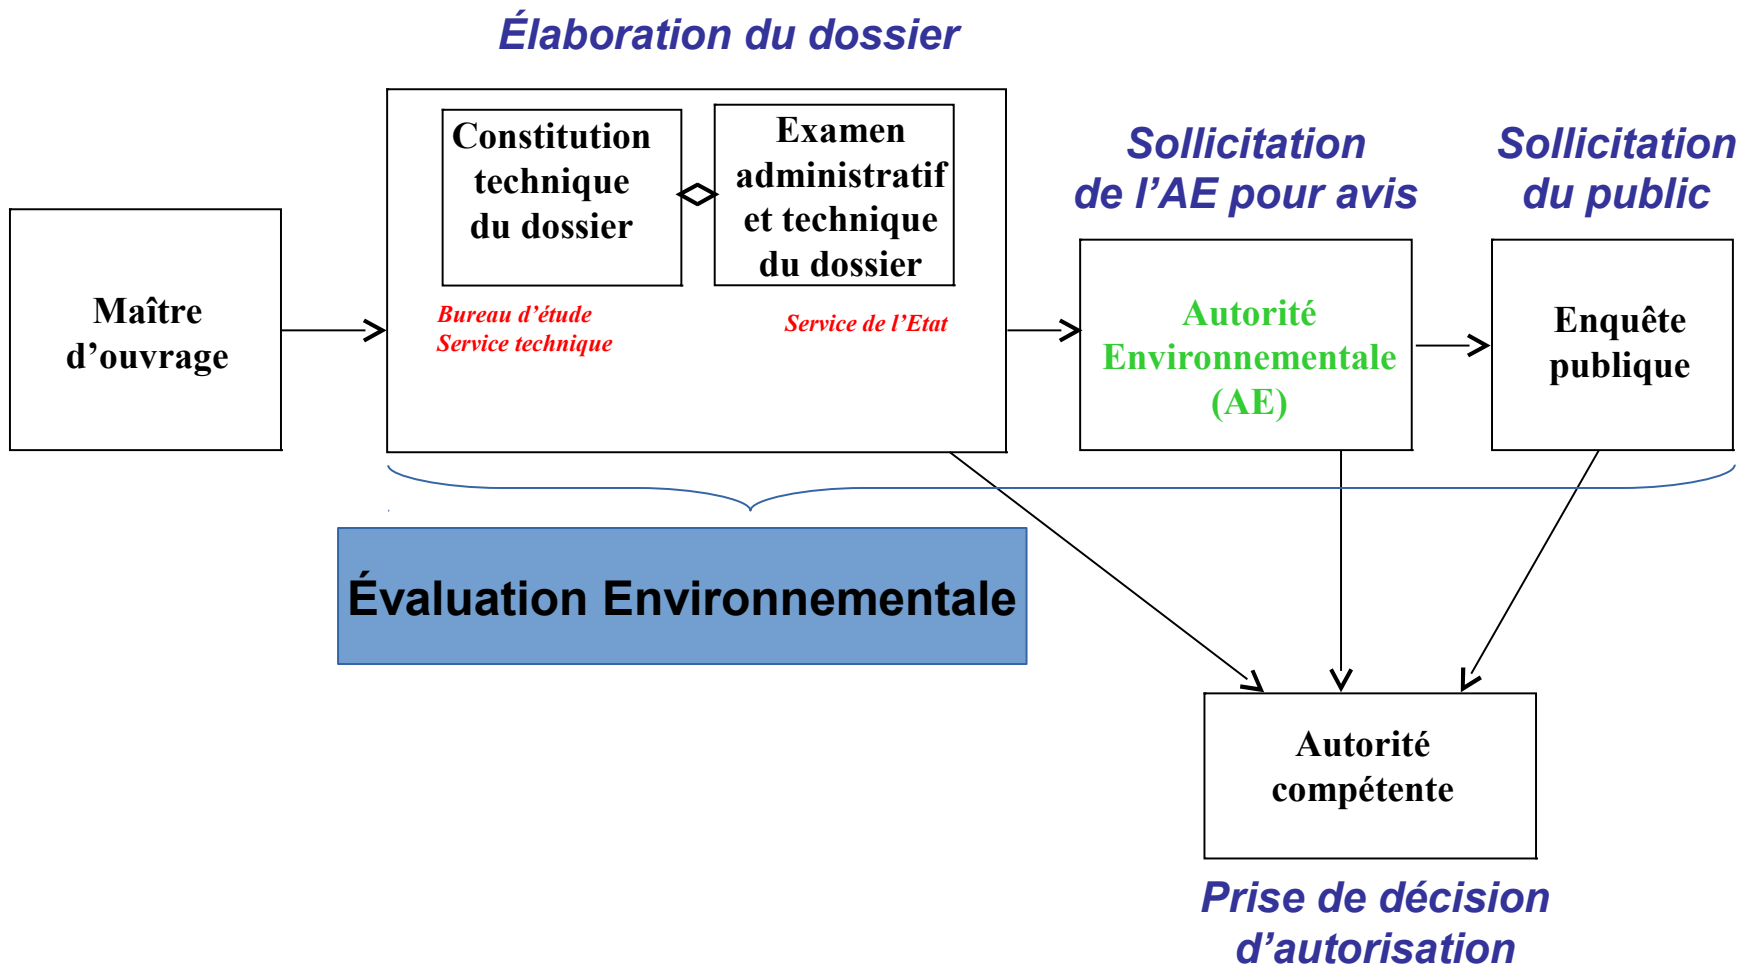 Élaboration du dossier
Constitution
technique
du dossier
Examen
administratif
et technique
du dossier
Sollicitation
de l’AE pour avis
Sollicitation
du public
Maître
d’ouvrage
Bureau d’étude
Service technique
Service de l’Etat
Autorité
Environnementale
(AE)
Enquête
publique
Évaluation Environnementale
Autorité
compétente
Prise de décision
d’autorisation